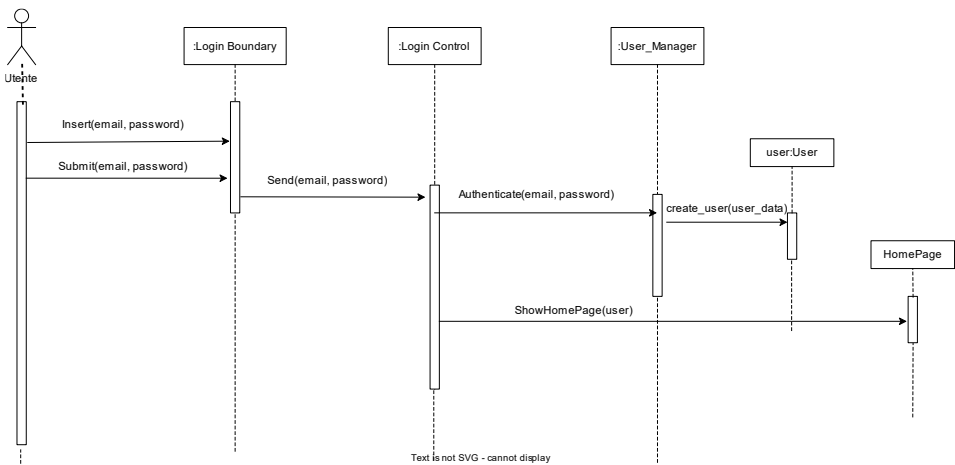 :Login Boundary
:Login Control
:User_Manager
Utente
Insert(email, password)
user:User
Submit(email, password)
Send(email, password)
Authenticate(email, password)
create_user(user_data)
HomePage
ShowHomePage(user)
Text is not SVG - cannot display